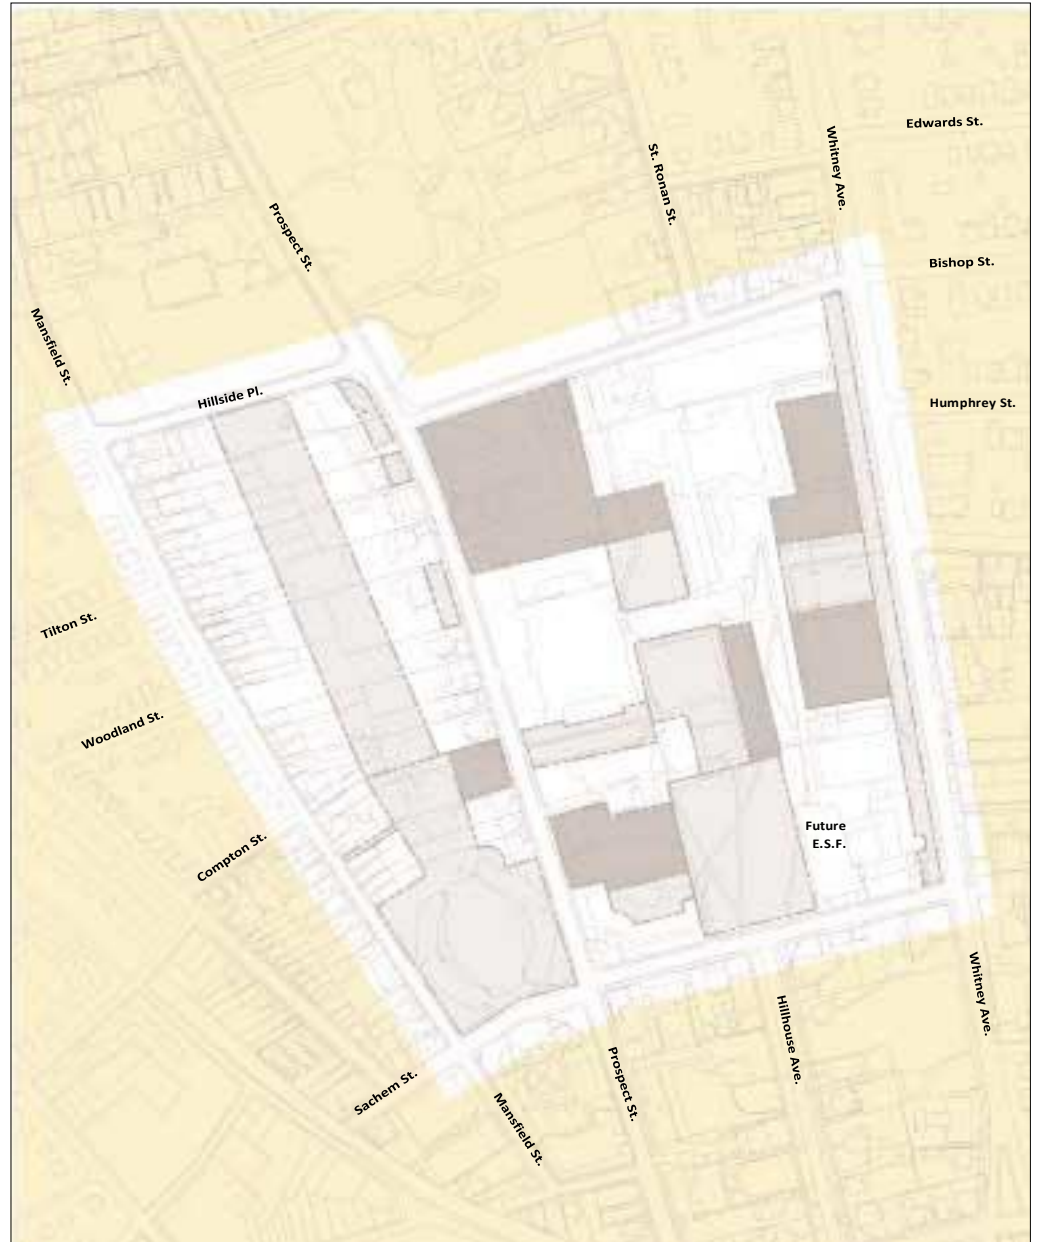 Edwards St.
Whitney Ave.
St. Ronan St.
Prospect St.
Bishop St.
Mansfield St.
Hillside Pl.
Humphrey St.
Tilton St.
Woodland St.
Compton St.
Future
E.S.F.
Whitney Ave.
Hillhouse Ave.
Prospect St.
Sachem St.
Mansfield St.